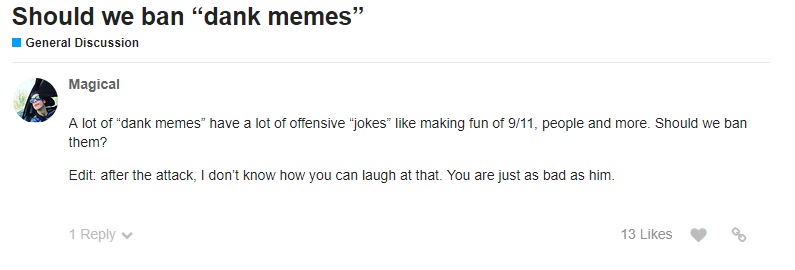 Should we ban “dank memes”
General Discussion
Magical
A lot of “dank memes” have a lot of offensive “jokes” like making fun of 9/11, people and more. Should we ban
them?
Edit: after the attack, I don’t know how you can laugh at that. You are just as bad as him.
1 Reply
13 Likes